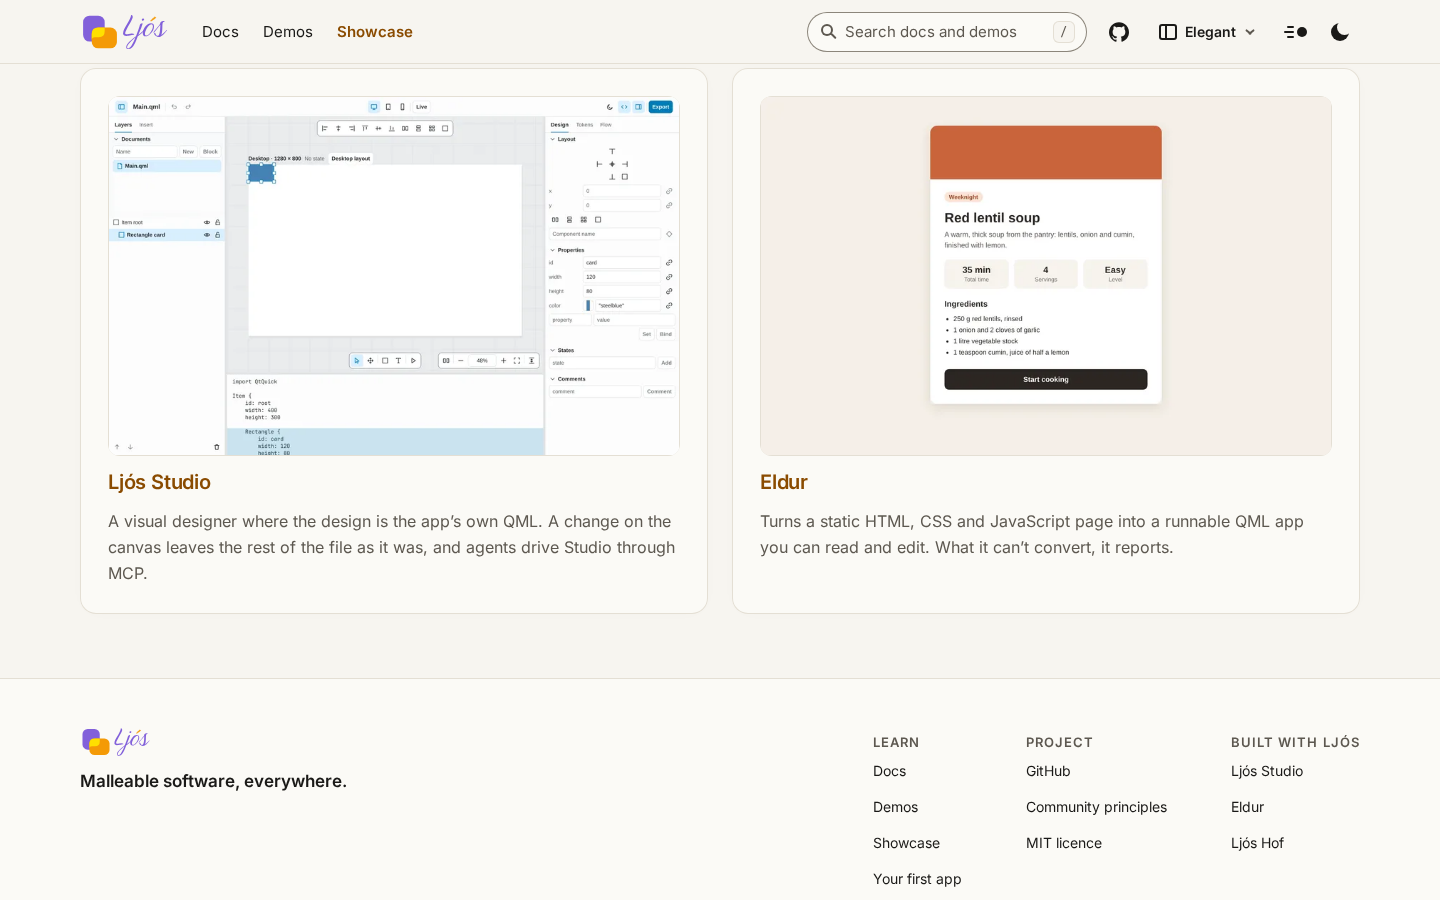 Ljós
Docs
Demos
Showcase
Search docs and demos
/
Elegant
Main.qml
Live
Export
Layers
Insert
Documents
Name
New
Block
Main.qml
Item root
Rectangle card
Desktop · 1280 × 800
No state
Desktop layout
48%
import QtQuick
Item {
id: root
width: 400
height: 300
Rectangle {
id: card
width: 120
height: 80
Design
Tokens
Flow
Layout
x
0
y
0
Component name
Properties
id
card
width
120
height
80
color
"steelblue"
property
value
Set
Bind
States
state
Add
Comments
comment
Comment
Ljós Studio
A visual designer where the design is the app’s own QML. A change on the
canvas leaves the rest of the file as it was, and agents drive Studio through
MCP.
Weeknight
Red lentil soup
A warm, thick soup from the pantry: lentils, onion and cumin,
finished with lemon.
35 min
Total time
4
Servings
Easy
Level
Ingredients
• 250 g red lentils, rinsed
• 1 onion and 2 cloves of garlic
• 1 litre vegetable stock
• 1 teaspoon cumin, juice of half a lemon
Start cooking
Eldur
Turns a static HTML, CSS and JavaScript page into a runnable QML app
you can read and edit. What it can’t convert, it reports.
Ljós
Malleable software, everywhere.
LEARN
Docs
Demos
Showcase
Your first app
PROJECT
GitHub
Community principles
MIT licence
BUILT WITH LJÓS
Ljós Studio
Eldur
Ljós Hof